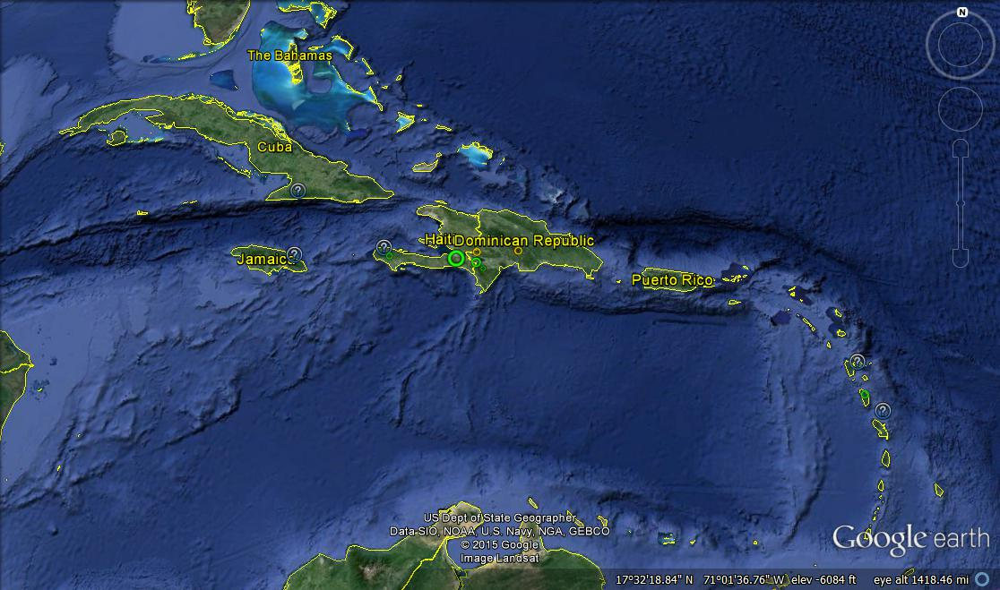 N
The Bahamas
Cuba
?
Haiti
Dominican Republic
?
Jamaica
?
Puerto Rico
?
?
US Dept of State Geographer
Data SIO, NOAA, U.S. Navy, NGA, GEBCO
© 2015 Google
Image Landsat
Google earth
17°32'18.84" N 71°01'36.76" W elev -6084 ft eye alt 1418.46 mi